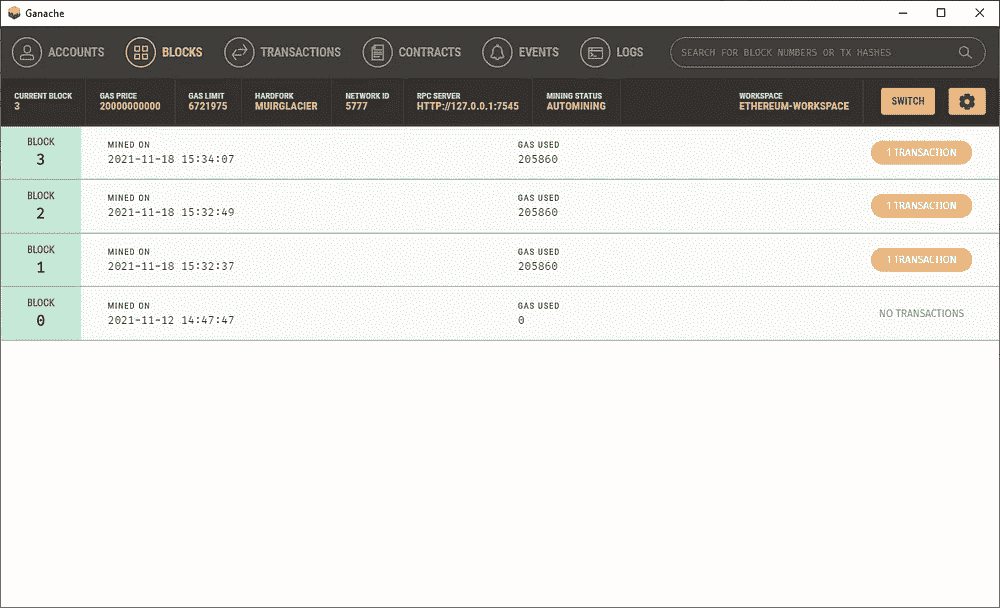 Ganache
ACCOUNTS BLOCKS TRANSACTIONS CONTRACTS EVENTS LOGS SEARCH FOR BLOCK NUMBERS OR TX HASHES
CURRENT BLOCK GAS PRICE GAS LIMIT HARDFORK NETWORK ID RPC SERVER MINING STATUS WORKSPACE
3 20000000000 6721975 MUIRGLACIER 5777 HTTP://127.0.0.1:7545 AUTOMINING ETHEREUM-WORKSPACE SWITCH
BLOCK MINED ON GAS USED
3 2021-11-18 15:34:07 205860 1 TRANSACTION
BLOCK MINED ON GAS USED
2 2021-11-18 15:32:49 205860 1 TRANSACTION
BLOCK MINED ON GAS USED
1 2021-11-18 15:32:37 205860 1 TRANSACTION
BLOCK MINED ON GAS USED
0 2021-11-12 14:47:47 0 NO TRANSACTIONS